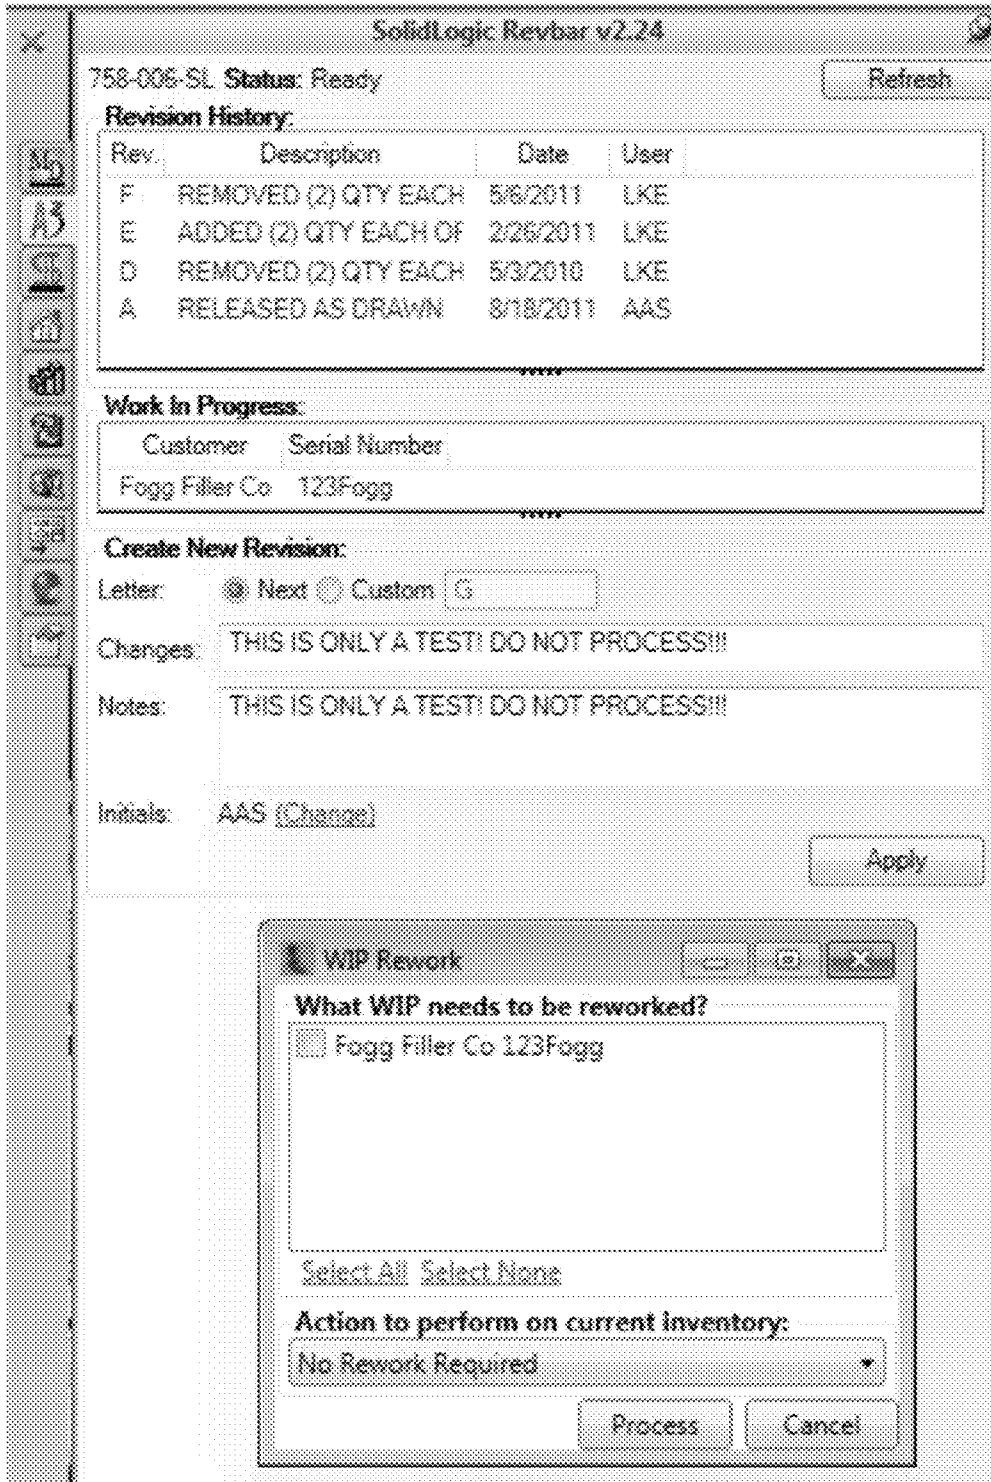 SolidLogic Revbar v2.24
758-006-SL Status: Ready Refresh
Revision History:
Rev. Description Date User
F REMOVED (2) QTY EACH 5/6/2011 LKE
E ADDED (2) QTY EACH OF 2/26/2011 LKE
D REMOVED (2) QTY EACH 5/3/2010 LKE
A RELEASED AS DRAWN 8/18/2011 AAS
Work In Progress:
Customer Serial Number
Fogg Filler Co 123Fogg
Create New Revision:
Letter: Next Custom G
Changes: THIS IS ONLY A TEST! DO NOT PROCESS!!!
Notes: THIS IS ONLY A TEST! DO NOT PROCESS!!!
Initials: AAS (Change)
Apply
WIP Rework
What WIP needs to be reworked?
Fogg Filler Co 123Fogg
Select All Select None
Action to perform on current inventory:
No Rework Required
Process Cancel